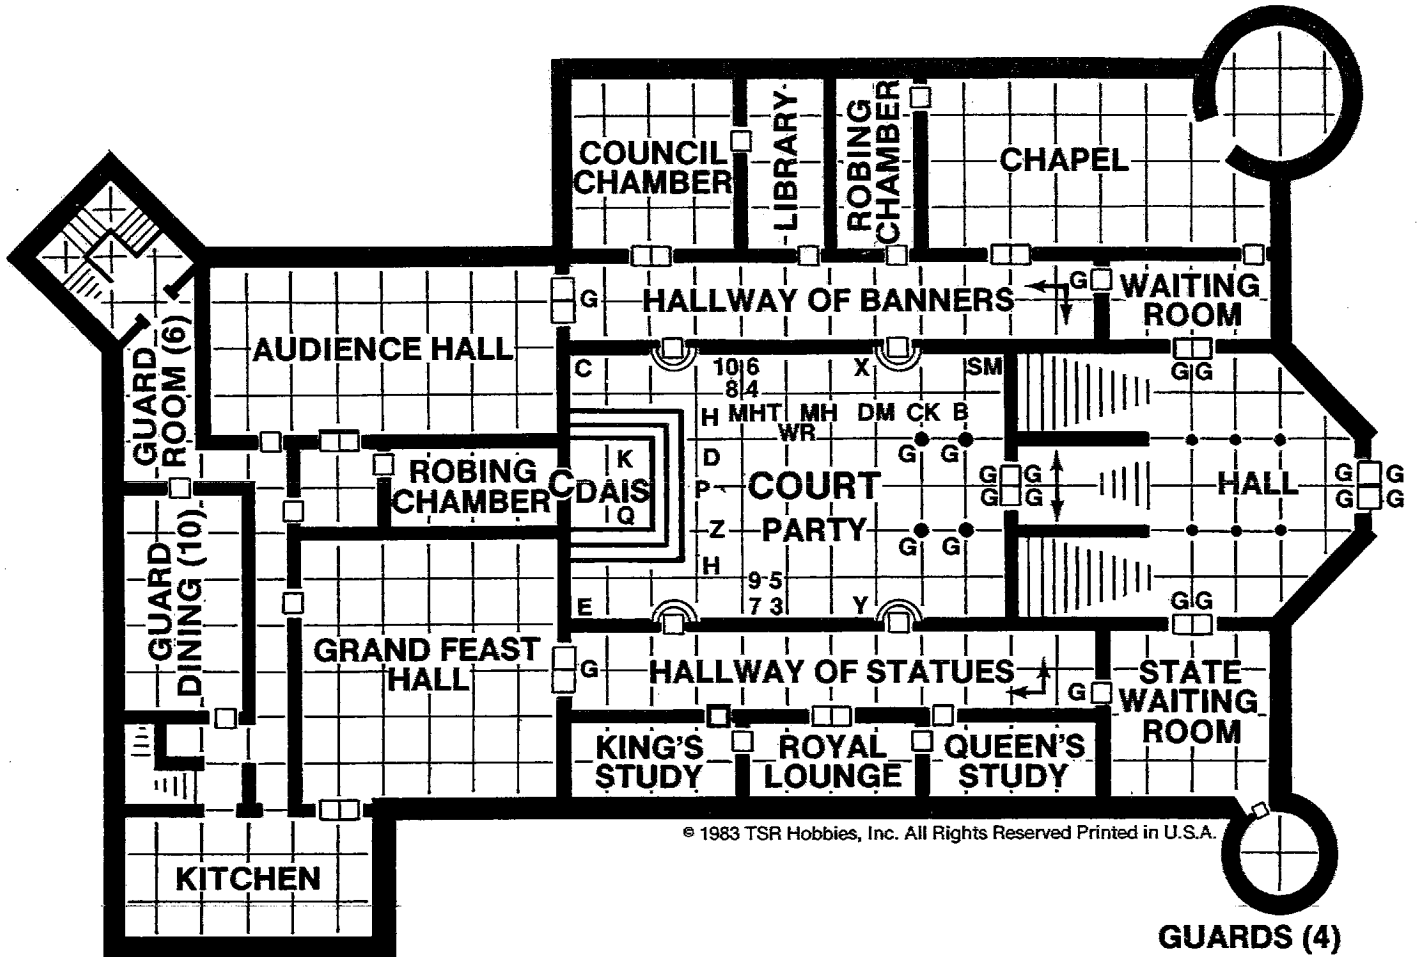 COUNCIL
CHAMBER
LIBRARY
ROBING
CHAMBER
CHAPEL
G
HALLWAY OF BANNERS
G
WAITING
ROOM
GUARD
ROOM (6)
AUDIENCE HALL
C
10 6
8 4
X
SM
G G
H
MHT
MH
DM
CK
B
WR
G
G
ROBING
CHAMBER
C
DAIS
K
Q
D
P
Z
H
COURT
PARTY
G G
G G
HALL
G G
G G
G
G
GUARD
DINING (10)
E
9 5
7 3
Y
G G
GRAND FEAST
HALL
G
HALLWAY OF STATUES
G
STATE
WAITING
ROOM
KING'S
STUDY
ROYAL
LOUNGE
QUEEN'S
STUDY
© 1983 TSR Hobbies, Inc. All Rights Reserved Printed in U.S.A.
KITCHEN
GUARDS (4)